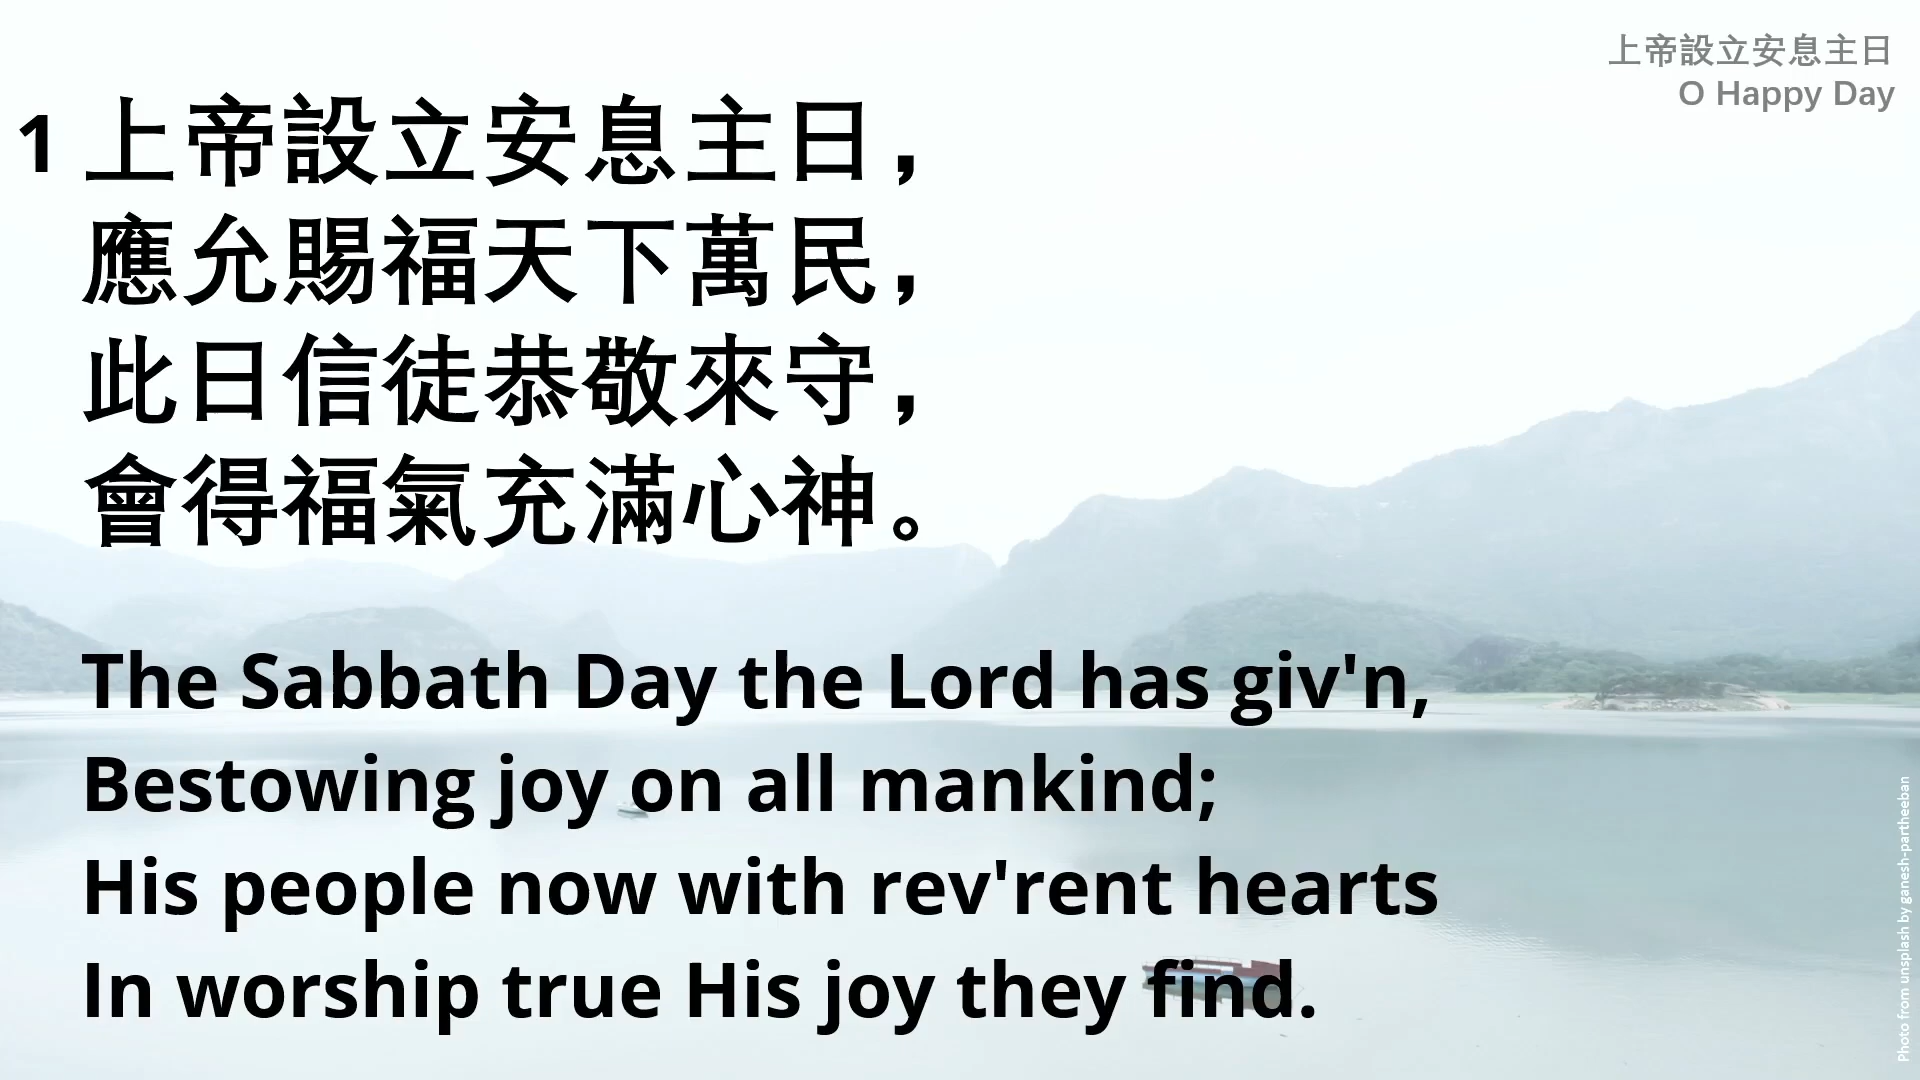 上帝設立安息主日
O Happy Day
1 上帝設立安息主日，
應允賜福天下萬民，
此日信徒恭敬來守，
會得福氣充滿心神。
The Sabbath Day the Lord has giv'n,
Bestowing joy on all mankind;
His people now with rev'rent hearts
In worship true His joy they find.
Photo from unsplash by ganesh-partheeban